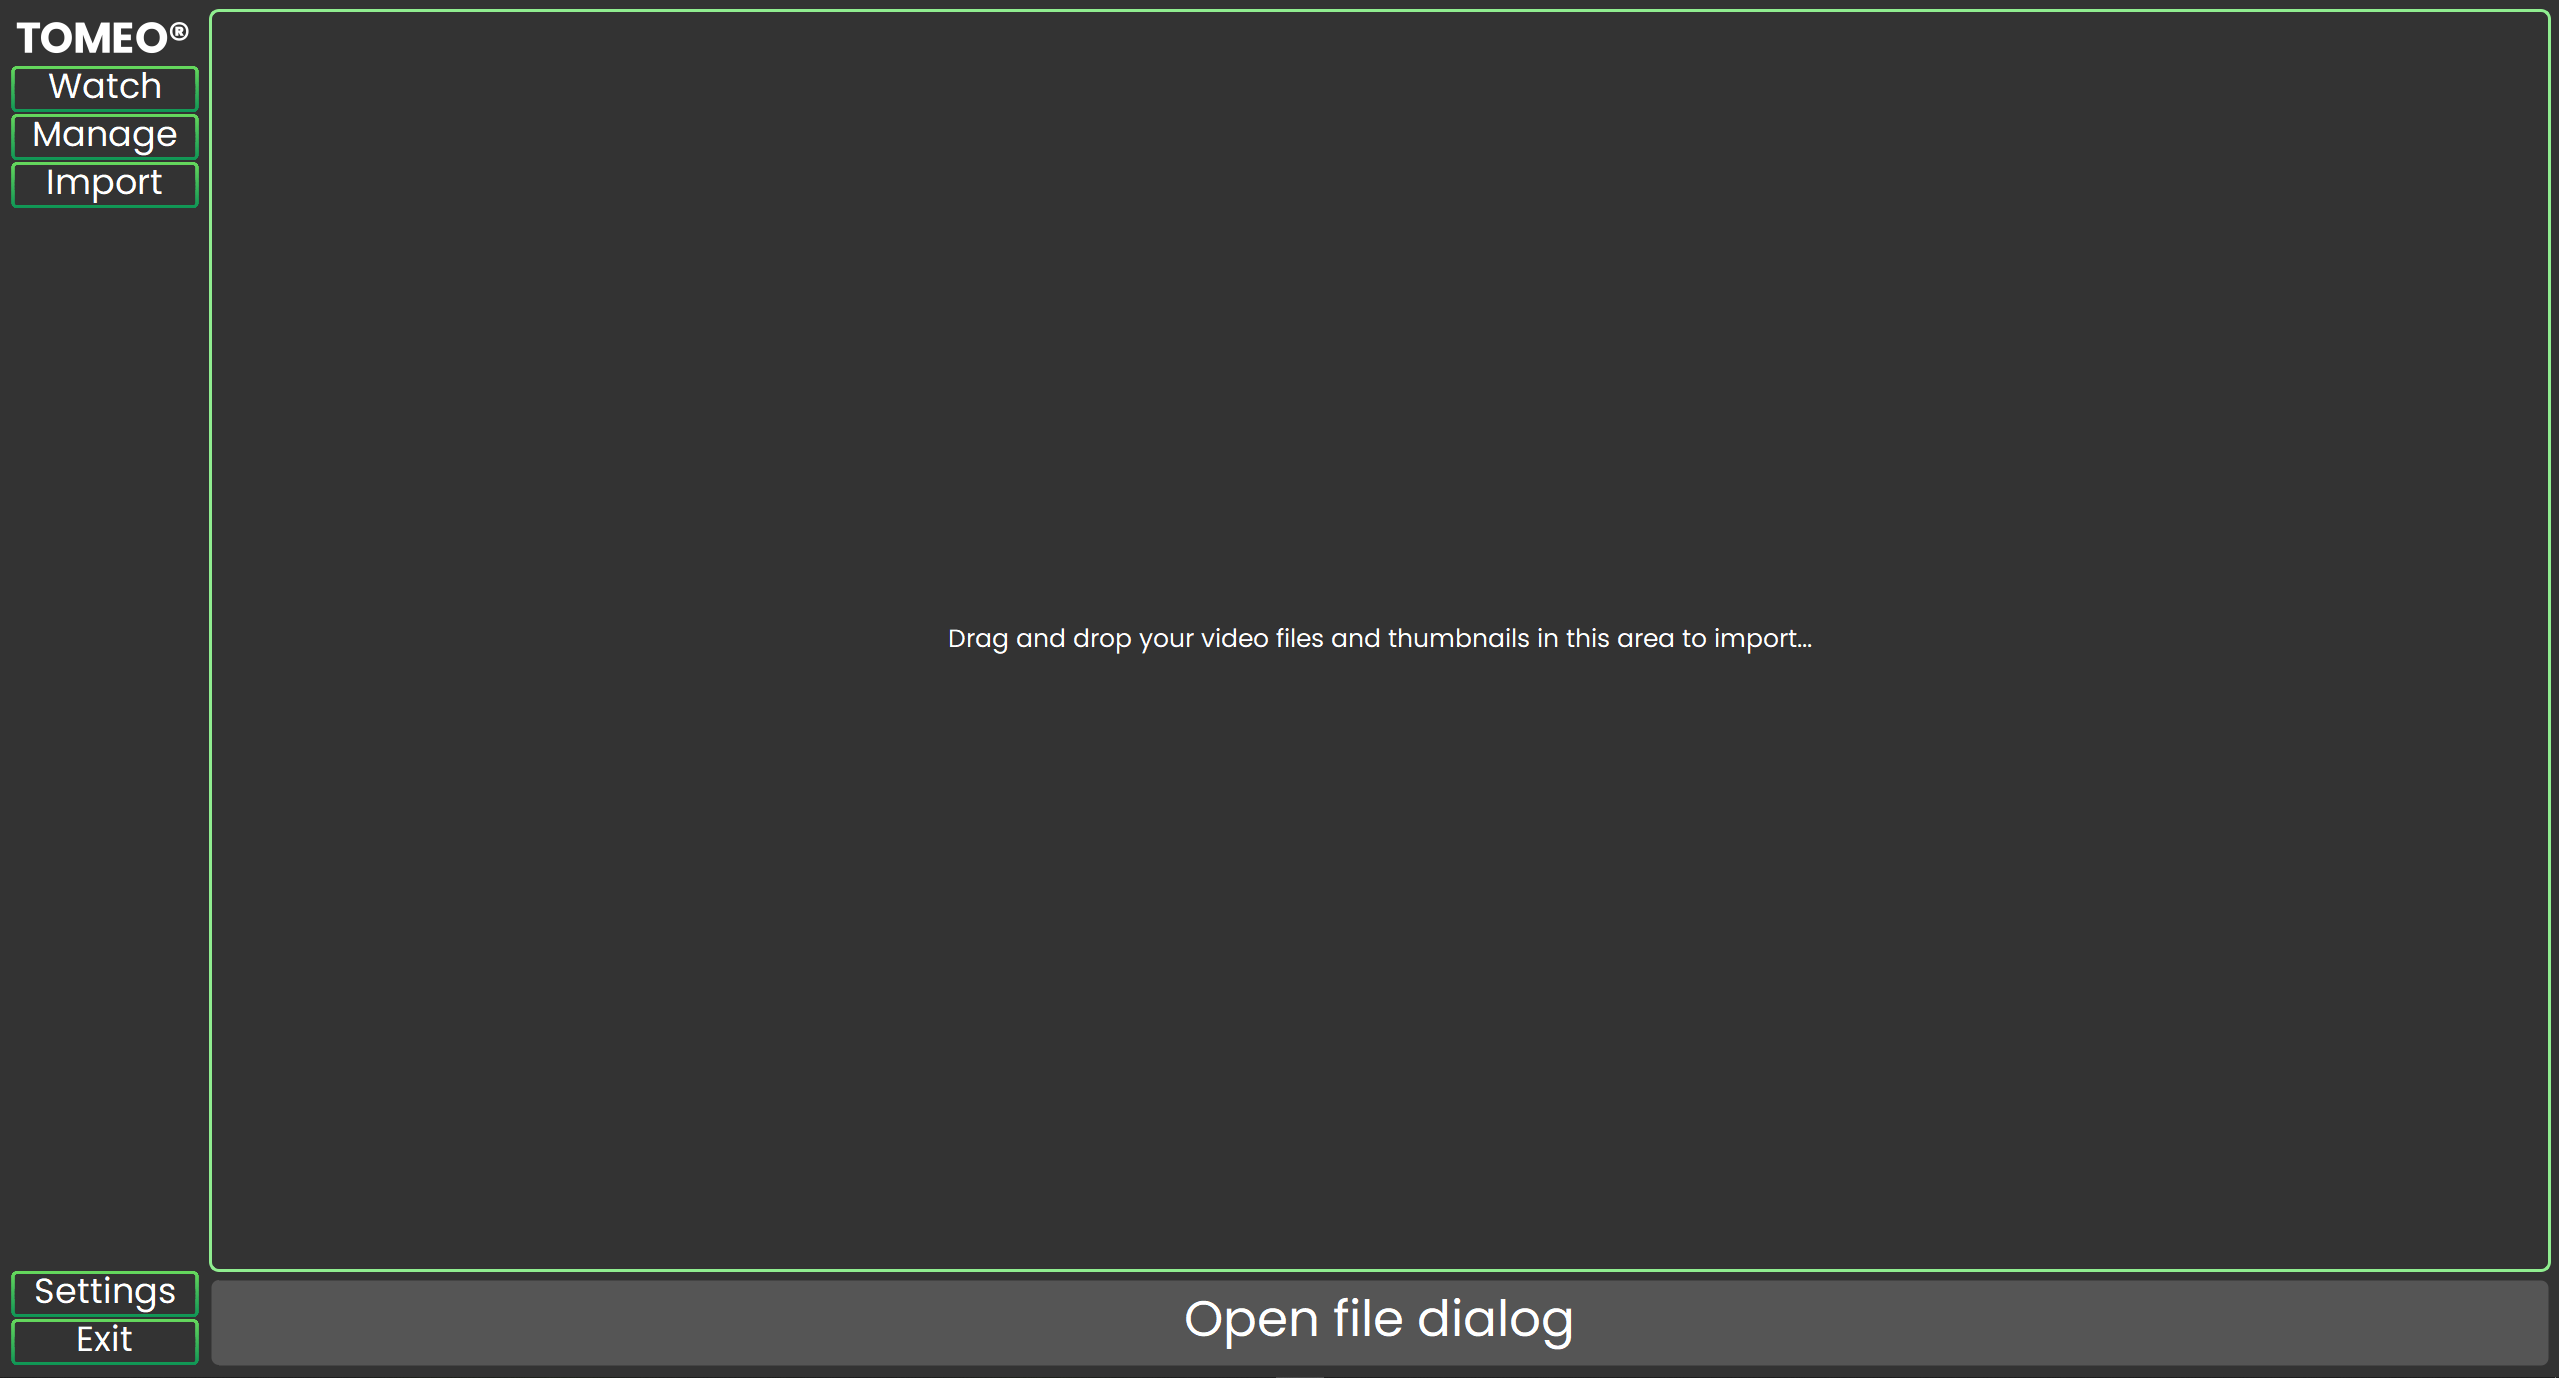 TOMEO®
Watch
Manage
Import
Drag and drop your video files and thumbnails in this area to import...
Settings
Exit
Open file dialog